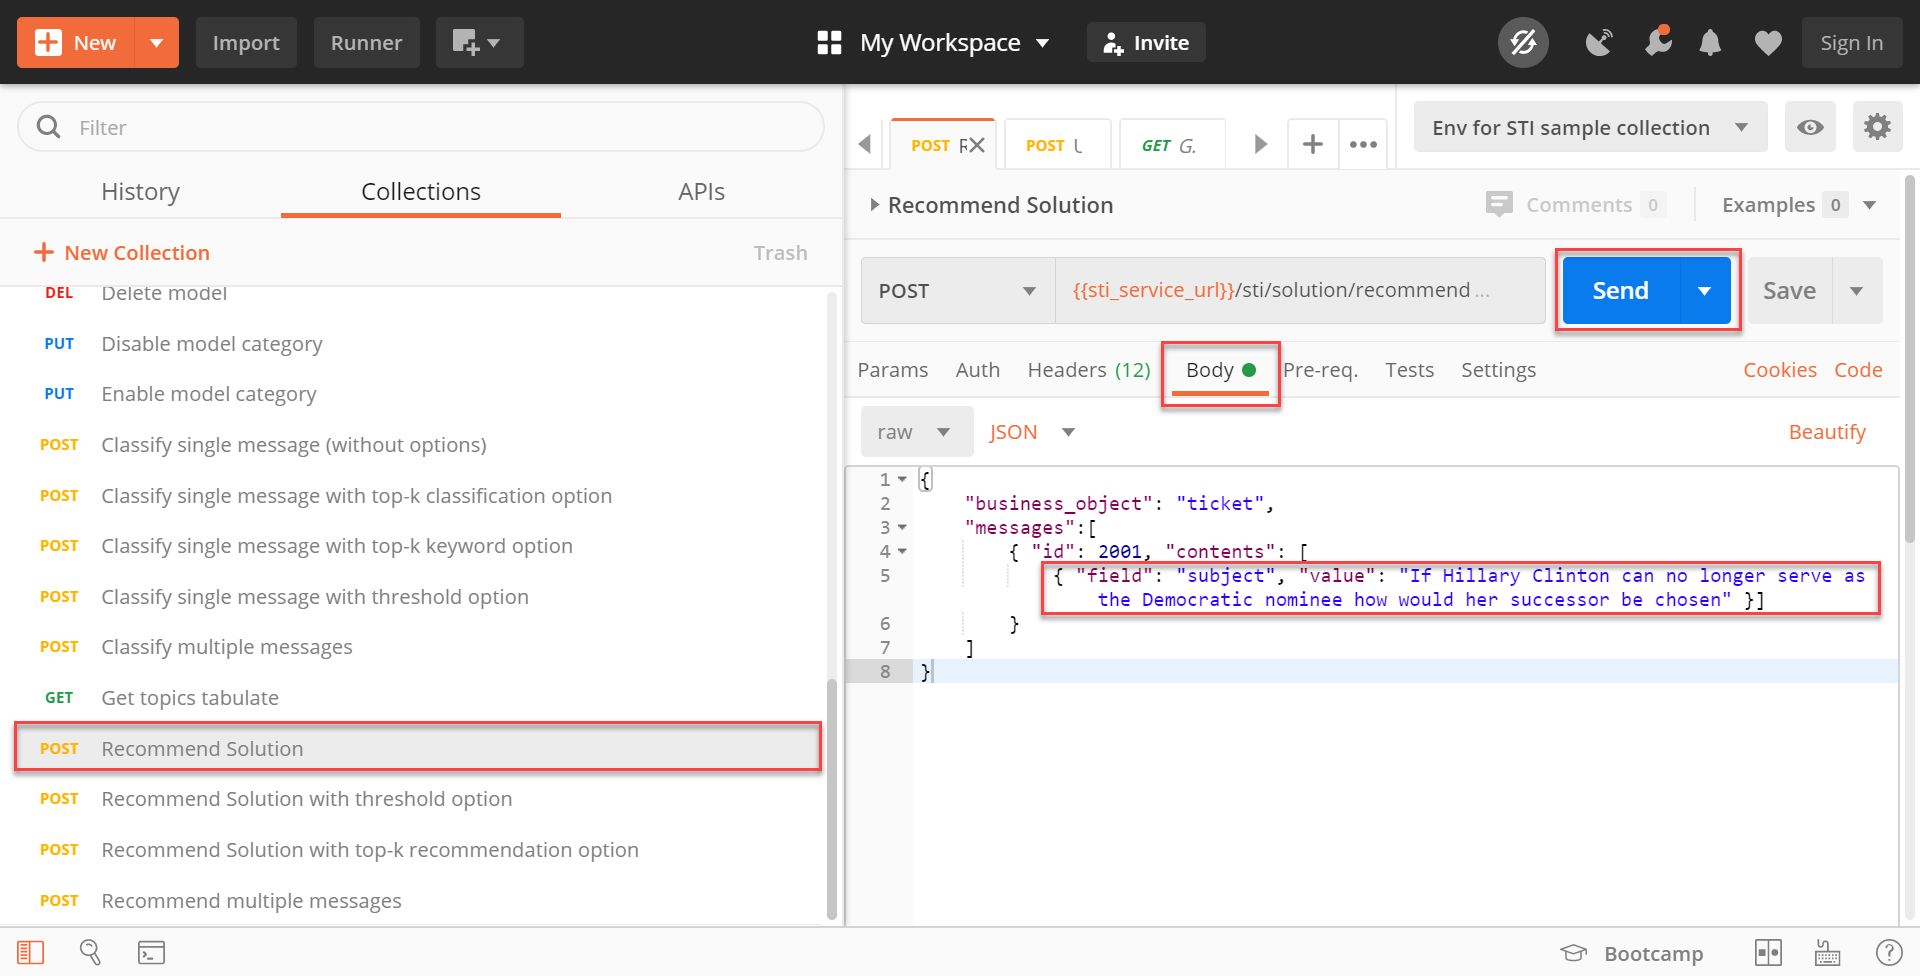 New
Import
Runner
My Workspace
Invite
Sign In
Filter
History
Collections
APIs
New Collection
Trash
DEL Delete model
PUT Disable model category
PUT Enable model category
POST Classify single message (without options)
POST Classify single message with top-k classification option
POST Classify single message with top-k keyword option
POST Classify single message with threshold option
POST Classify multiple messages
GET Get topics tabulate
POST Recommend Solution
POST Recommend Solution with threshold option
POST Recommend Solution with top-k recommendation option
POST Recommend multiple messages
POST R
POST U
GET G.
Env for STI sample collection
Recommend Solution
Comments 0
Examples 0
POST
{{sti_service_url}}/sti/solution/recommend ...
Send
Save
Params
Auth
Headers (12)
Body
Pre-req.
Tests
Settings
Cookies
Code
raw
JSON
Beautify
1 {
2 "business_object": "ticket",
3 "messages":[
4 { "id": 2001, "contents": [
5 { "field": "subject", "value": "If Hillary Clinton can no longer serve as
the Democratic nominee how would her successor be chosen" }]
6 }
7 ]
8 }
Bootcamp